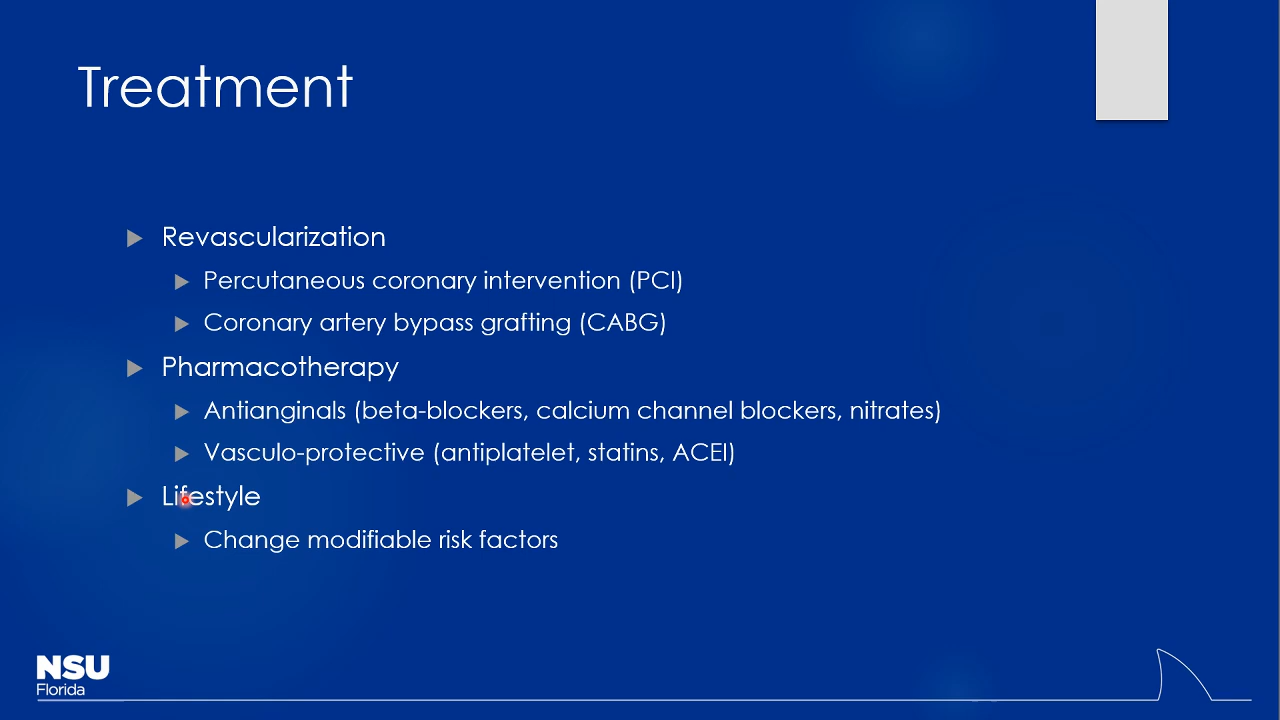 Treatment
Revascularization
Percutaneous coronary intervention (PCI)
Coronary artery bypass grafting (CABG)
Pharmacotherapy
Antianginals (beta-blockers, calcium channel blockers, nitrates)
Vasculo-protective (antiplatelet, statins, ACEI)
Lifestyle
Change modifiable risk factors
NSU
Florida